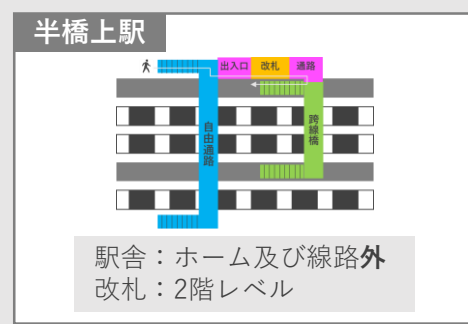 半橋上駅
出入口 改札 通路
自由通路
跨線橋
駅舎：ホーム及び線路外
改札：2階レベル